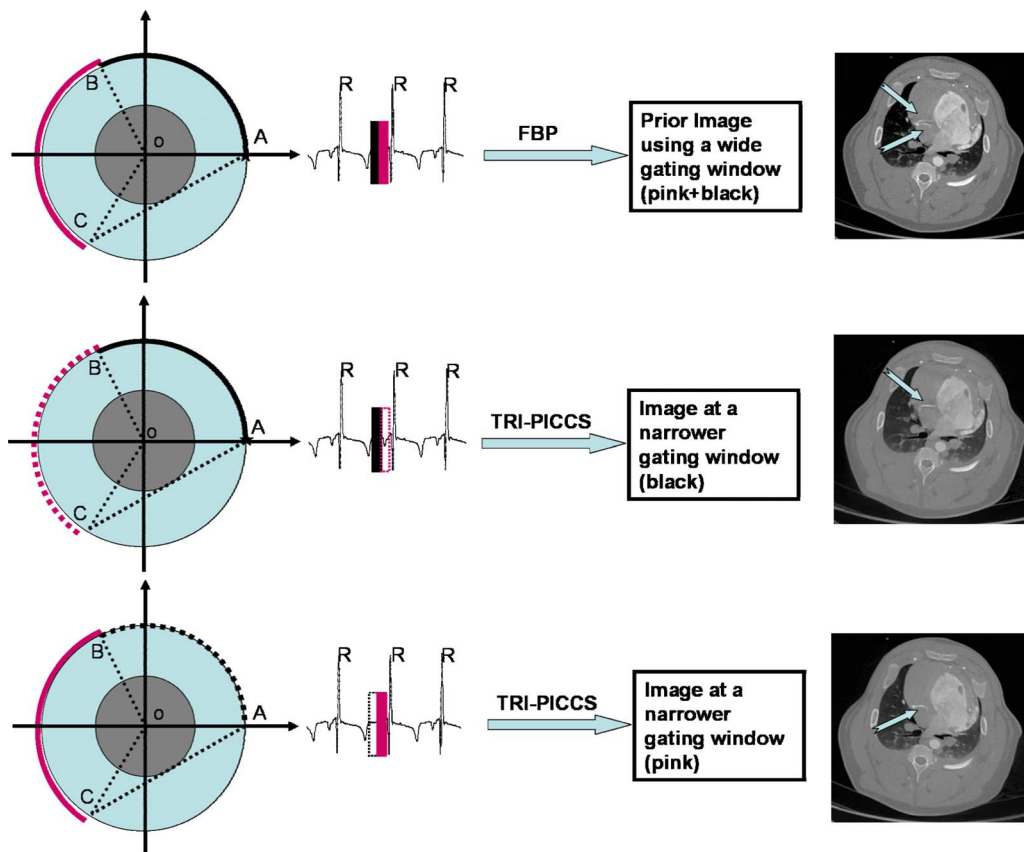 B
A
o
C
R
R
R
FBP
Prior Image
using a wide
gating window
(pink+black)
B
A
o
C
R
R
R
TRI-PICCS
Image at a
narrower
gating window
(black)
B
A
o
C
R
R
R
TRI-PICCS
Image at a
narrower
gating window
(pink)